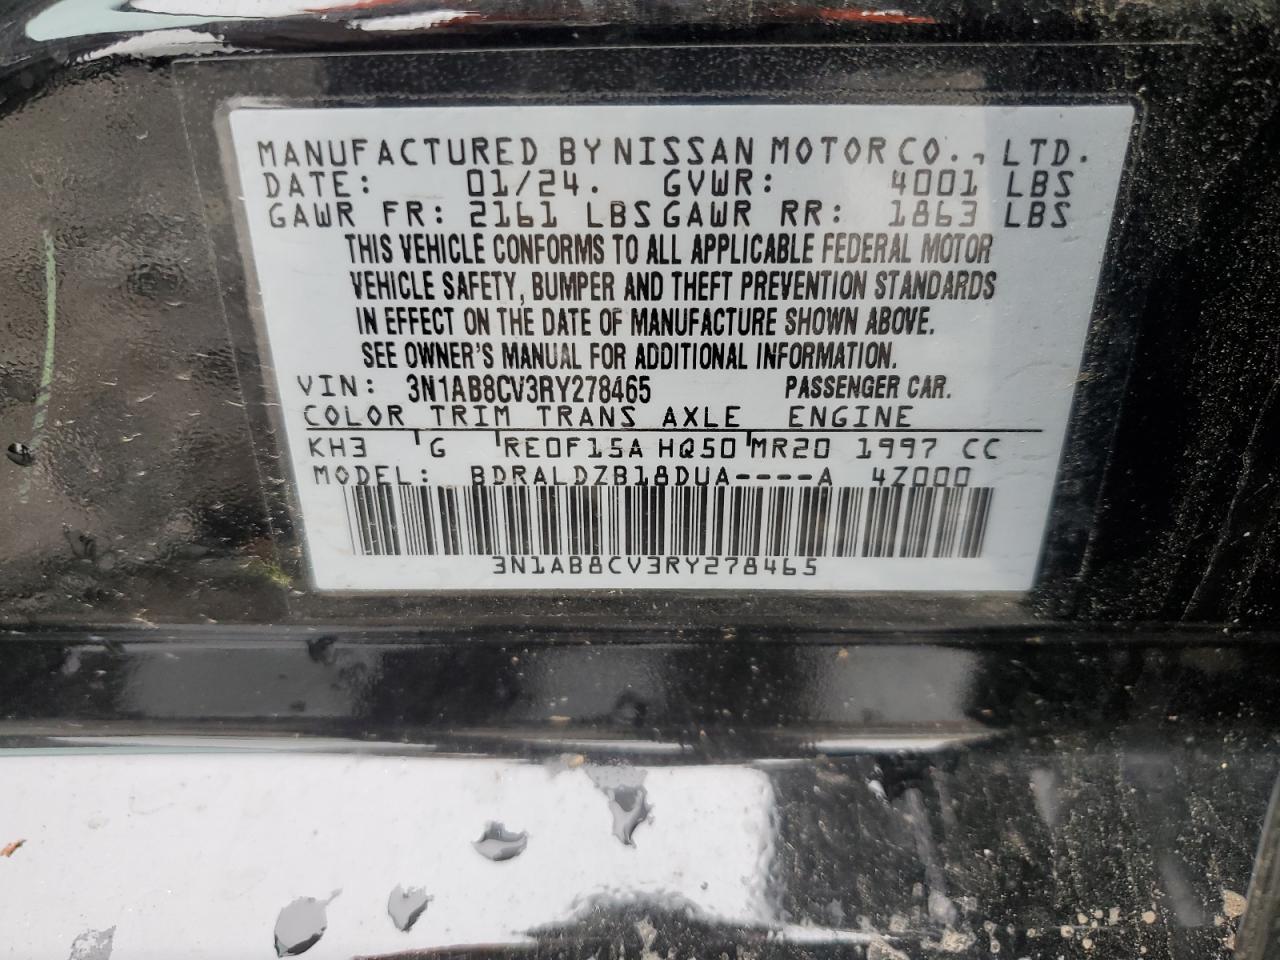 MANUFACTURED BY NISSAN MOTOR CO., LTD.
DATE: 01/24. GVWR: 4001 LBS
GAWR FR: 2161 LBS GAWR RR: 1863 LBS
THIS VEHICLE CONFORMS TO ALL APPLICABLE FEDERAL MOTOR
VEHICLE SAFETY, BUMPER AND THEFT PREVENTION STANDARDS
IN EFFECT ON THE DATE OF MANUFACTURE SHOWN ABOVE.
SEE OWNER'S MANUAL FOR ADDITIONAL INFORMATION.
VIN: 3N1AB8CV3RY278465 PASSENGER CAR.
COLOR TRIM TRANS AXLE ENGINE
KH3 G RE0F15A HQ50 MR20 1997 CC
MODEL: BDRALDZB18DUA----A 4Z000
3N1AB8CV3RY278465